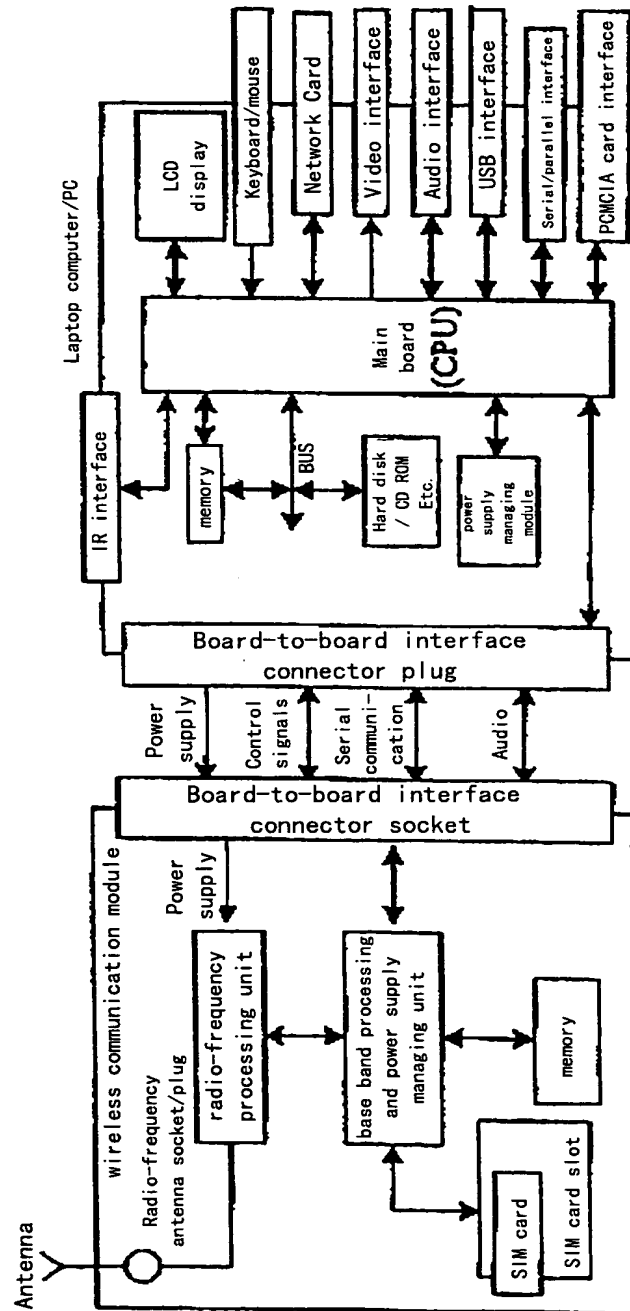 Antenna
Radio-frequency
antenna socket/plug
wireless communication module
radio-frequency
processing unit
Power
supply
base band processing
and power supply
managing unit
memory
SIM card
SIM card slot
Board-to-board interface
connector socket
Power
supply
Control
signals
Serial
communi-
cation
Audio
Board-to-board interface
connector plug
Laptop computer/PC
IR interface
memory
BUS
Hard disk
/ CD ROM
Etc.
power
supply
managing
module
Main
board
(CPU)
LCD
display
Keyboard/mouse
Network Card
Video interface
Audio interface
USB interface
Serial/parallel interface
PCMCIA card interface